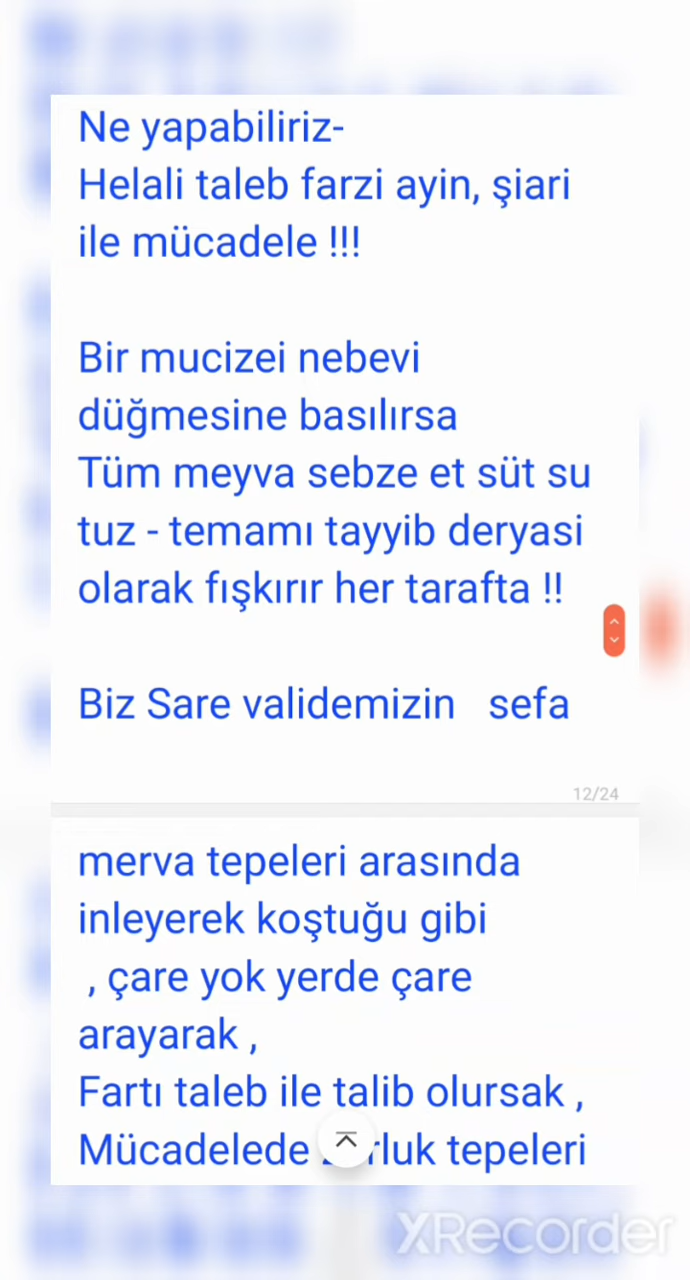 Ne yapabiliriz-
Helali taleb farzi ayin, şiari
ile mücadele !!!
Bir mucizei nebevi
düğmesine basılırsa
Tüm meyva sebze et süt su
tuz - temamı tayyib deryasi
olarak fışkırır her tarafta !!
Biz Sare validemizin sefa
12/24
merva tepeleri arasında
inleyerek koştuğu gibi
, çare yok yerde çare
arayarak ,
Fartı taleb ile talib olursak ,
Mücadelede tepeleri
XRecorder